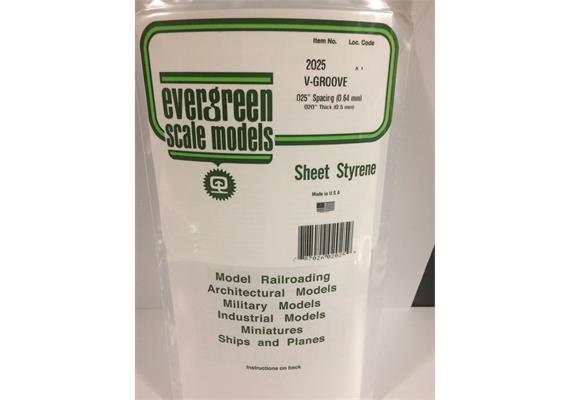 Item No. Loc. Code
2025
V-GROOVE
.025" Spacing (0.64 mm)
.020" Thick (0.5 mm)
evergreen
scale models
Sheet Styrene
Made in U.S.A
Model Railroading
Architectural Models
Military Models
Industrial Models
Miniatures
Ships and Planes
Instructions on back